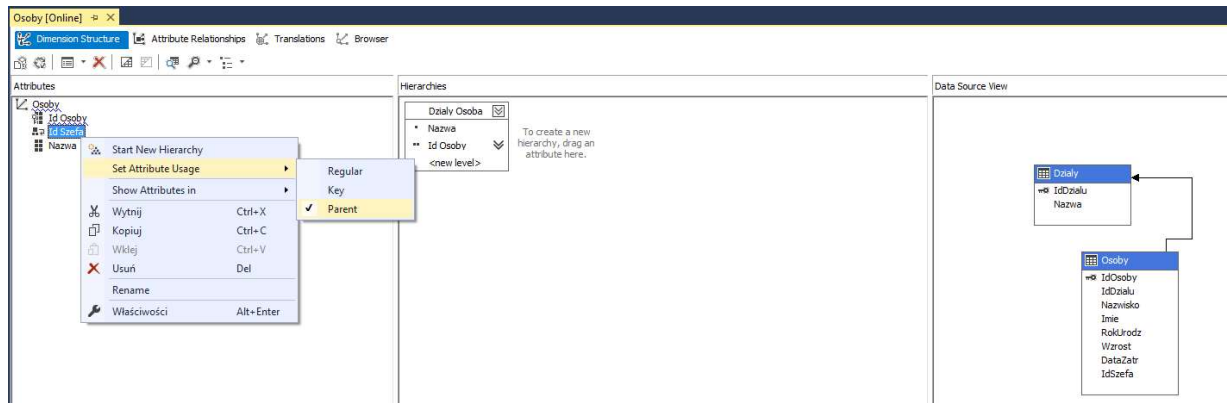 Osoby [Online]
Dimension Structure Attribute Relationships Translations Browser
Attributes
Osoby
Id Osoby
Id Szefa
Nazwa
Start New Hierarchy
Set Attribute Usage
Show Attributes in
Wytnij Ctrl+X
Kopiuj Ctrl+C
Wklej Ctrl+V
Usuń Del
Rename
Właściwości Alt+Enter
Regular
Key
Parent
Hierarchies
Dzialy Osoba
Nazwa
Id Osoby
<new level>
To create a new
hierarchy, drag an
attribute here.
Data Source View
Dzialy
IdDzialu
Nazwa
Osoby
IdOsoby
IdDzialu
Nazwisko
Imie
RokUrodz
Wzrost
DataZatr
IdSzefa